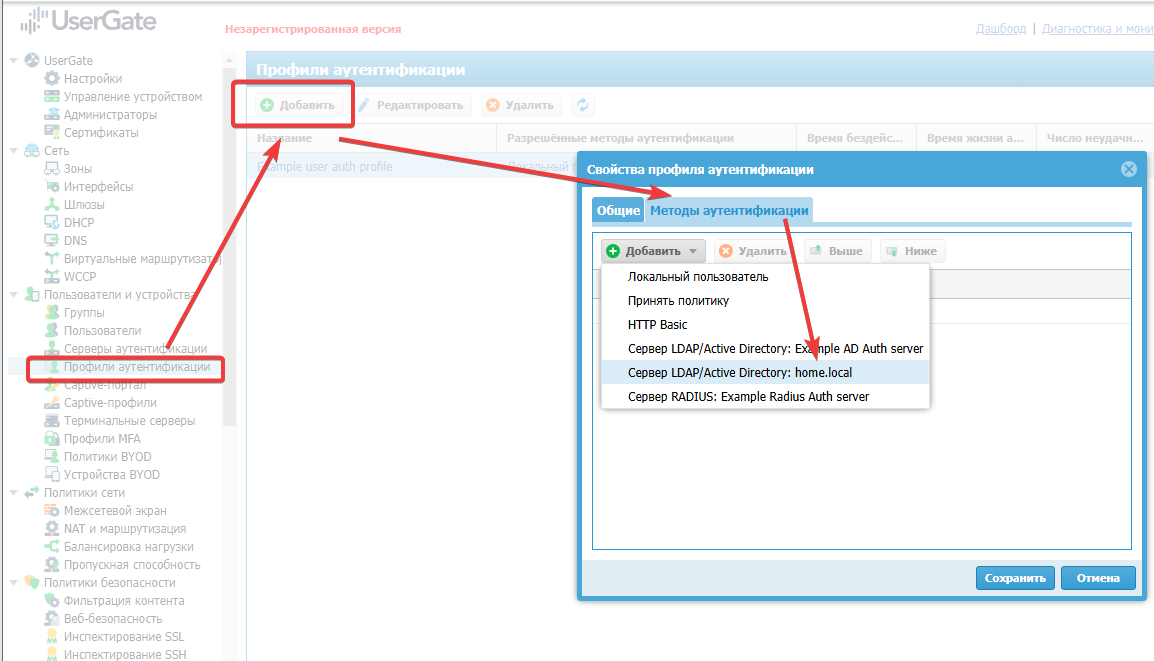 UserGate
Незарегистрированная версия
Дашборд | Диагностика и мони
UserGate
Настройки
Управление устройством
Администраторы
Сертификаты
Сеть
Зоны
Интерфейсы
Шлюзы
DHCP
DNS
Виртуальные маршрутизат
WCCP
Пользователи и устройства
Группы
Пользователи
Серверы аутентификации
Профили аутентификации
Captive-портал
Captive-профили
Терминальные серверы
Профили MFA
Политики BYOD
Устройства BYOD
Политики сети
Межсетевой экран
NAT и маршрутизация
Балансировка нагрузки
Пропускная способность
Политики безопасности
Фильтрация контента
Веб-безопасность
Инспектирование SSL
Инспектирование SSH
Профили аутентификации
Добавить Редактировать Удалить
Название Разрешённые методы аутентификации Время бездейс... Время жизни а... Число неудачн...
Example user auth profile Локальный
Свойства профиля аутентификации
Общие Методы аутентификации
Добавить Удалить Выше Ниже
Локальный пользователь
Принять политику
HTTP Basic
Сервер LDAP/Active Directory: Example AD Auth server
Сервер LDAP/Active Directory: home.local
Сервер RADIUS: Example Radius Auth server
Сохранить Отмена